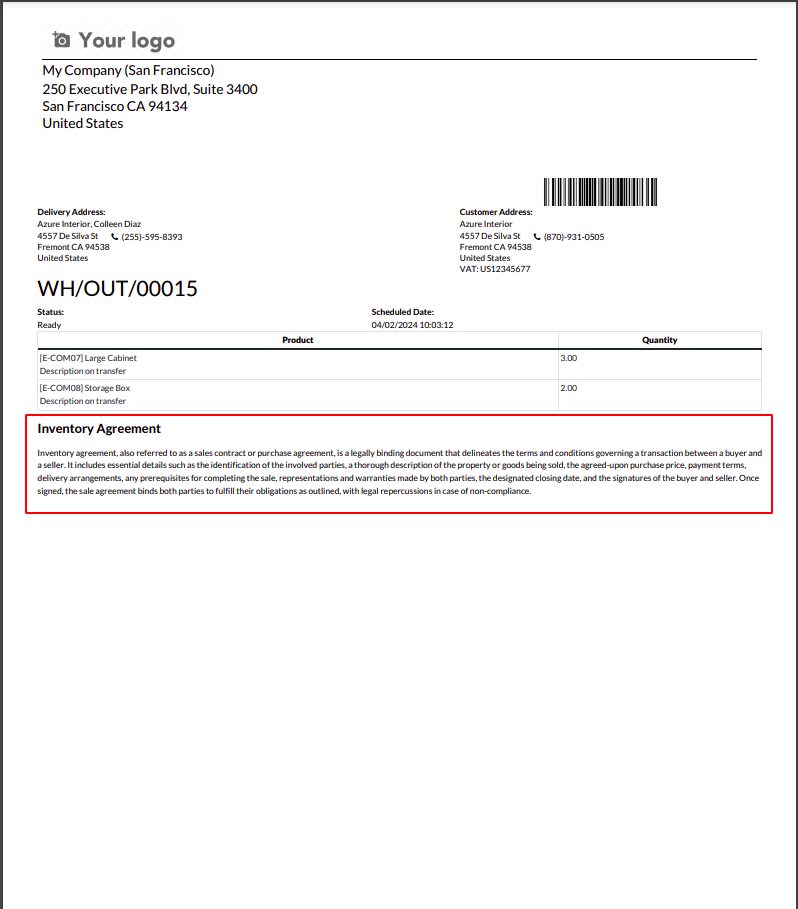 Your logo
My Company (San Francisco)
250 Executive Park Blvd, Suite 3400
San Francisco CA 94134
United States
Delivery Address:
Azure Interior, Colleen Diaz
4557 De Silva St (255)-595-8393
Fremont CA 94538
United States
Customer Address:
Azure Interior
4557 De Silva St (870)-931-0505
Fremont CA 94538
United States
VAT: US12345677
WH/OUT/00015
Status:
Ready
Scheduled Date:
04/02/2024 10:03:12
Product Quantity
[E-COM07] Large Cabinet 3.00
Description on transfer
[E-COM08] Storage Box 2.00
Description on transfer
Inventory Agreement
Inventory agreement, also referred to as a sales contract or purchase agreement, is a legally binding document that delineates the terms and conditions governing a transaction between a buyer and
a seller. It includes essential details such as the identification of the involved parties, a thorough description of the property or goods being sold, the agreed-upon purchase price, payment terms,
delivery arrangements, any prerequisites for completing the sale, representations and warranties made by both parties, the designated closing date, and the signatures of the buyer and seller. Once
signed, the sale agreement binds both parties to fulfill their obligations as outlined, with legal repercussions in case of non-compliance.